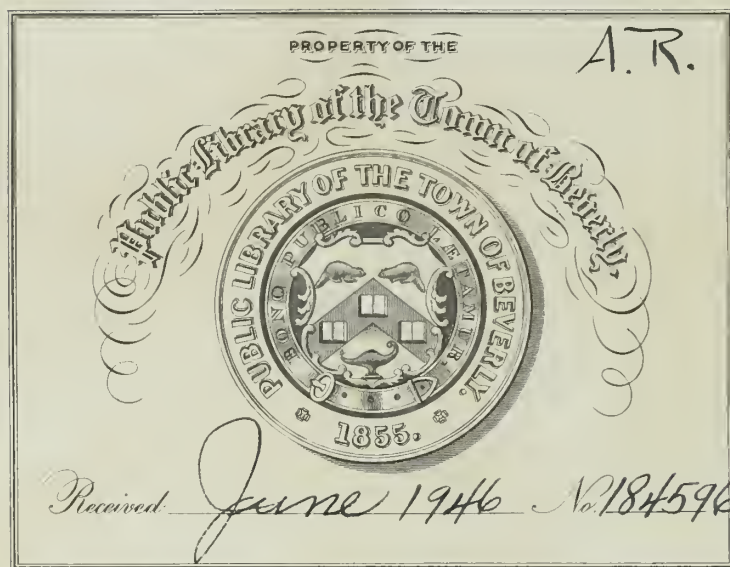 PROPERTY OF THE
A. R.
Public Library of the Town of Beverly,
PUBLIC LIBRARY OF THE TOWN OF BEVERLY.
BONO PUBLICO LÆTAMUR.
1855.
Received June 1946 No. 184596